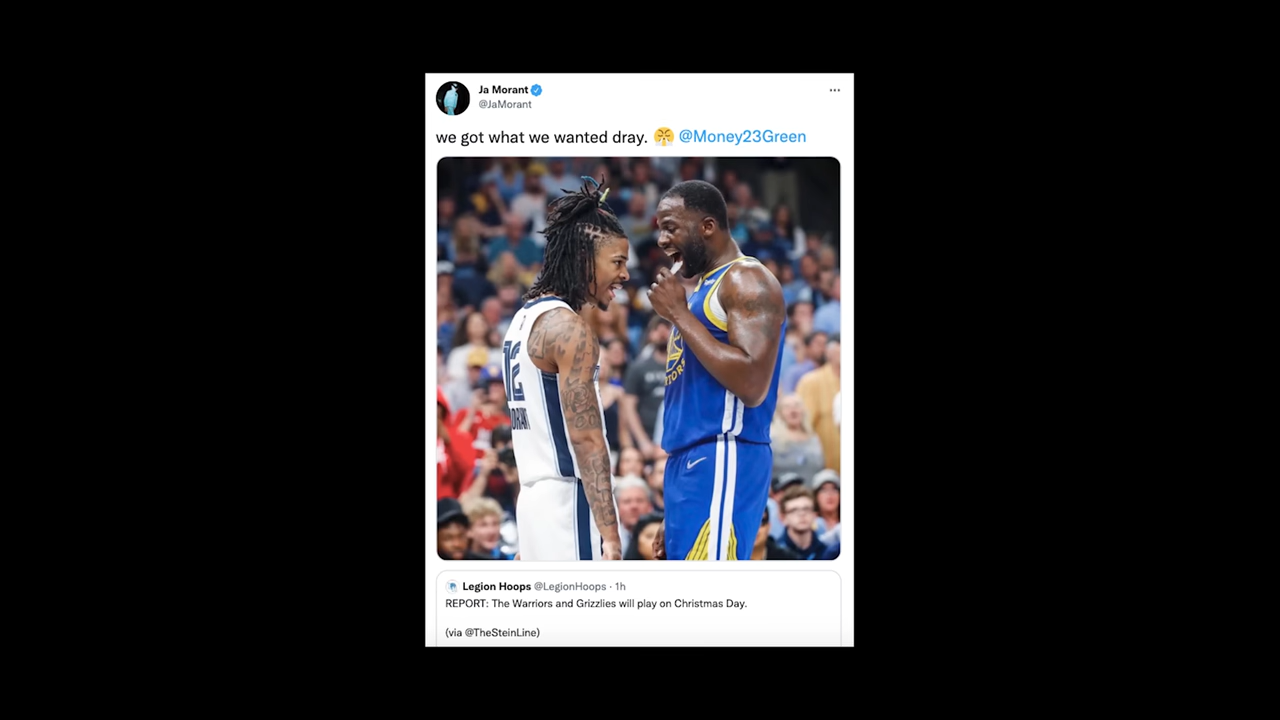 Ja Morant
@JaMorant
we got what we wanted dray. 😤 @Money23Green
12
Legion Hoops @LegionHoops · 1h
REPORT: The Warriors and Grizzlies will play on Christmas Day.
(via @TheSteinLine)